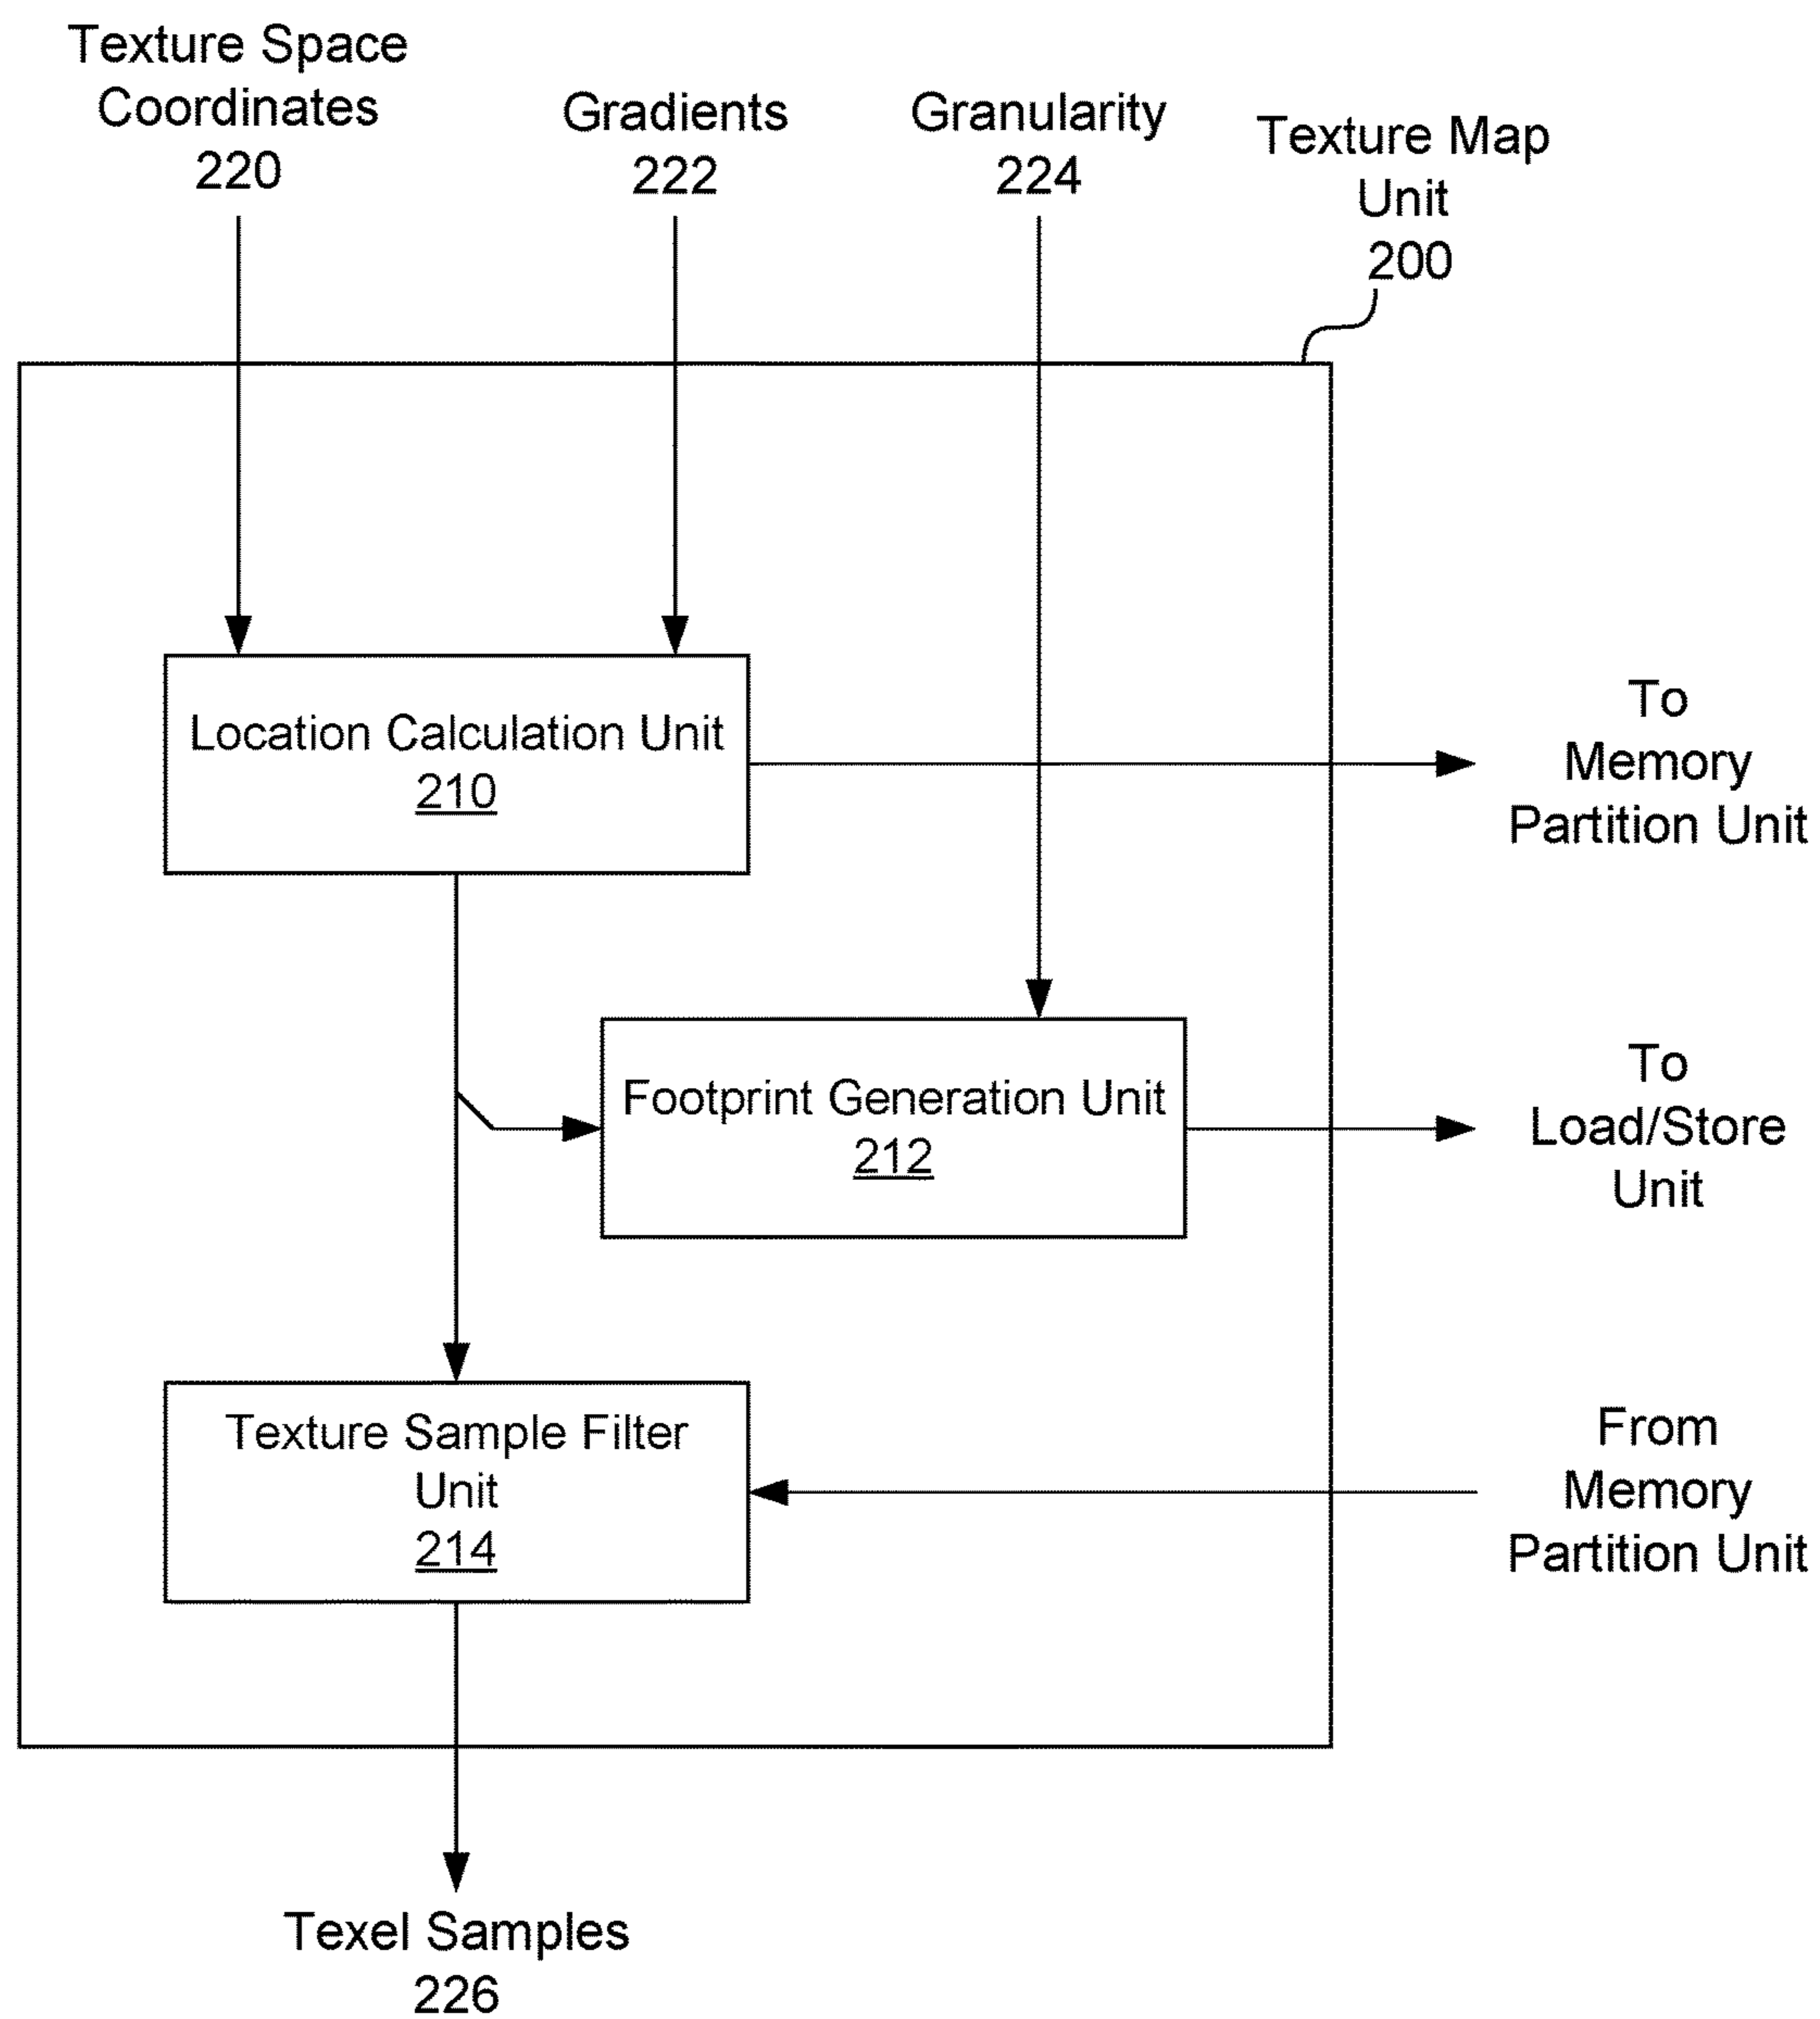 Texture Space
Coordinates
220
Gradients
222
Granularity
224
Texture Map
Unit
200
Location Calculation Unit
210
To
Memory
Partition Unit
Footprint Generation Unit
212
To
Load/Store
Unit
Texture Sample Filter
Unit
214
From
Memory
Partition Unit
Texel Samples
226